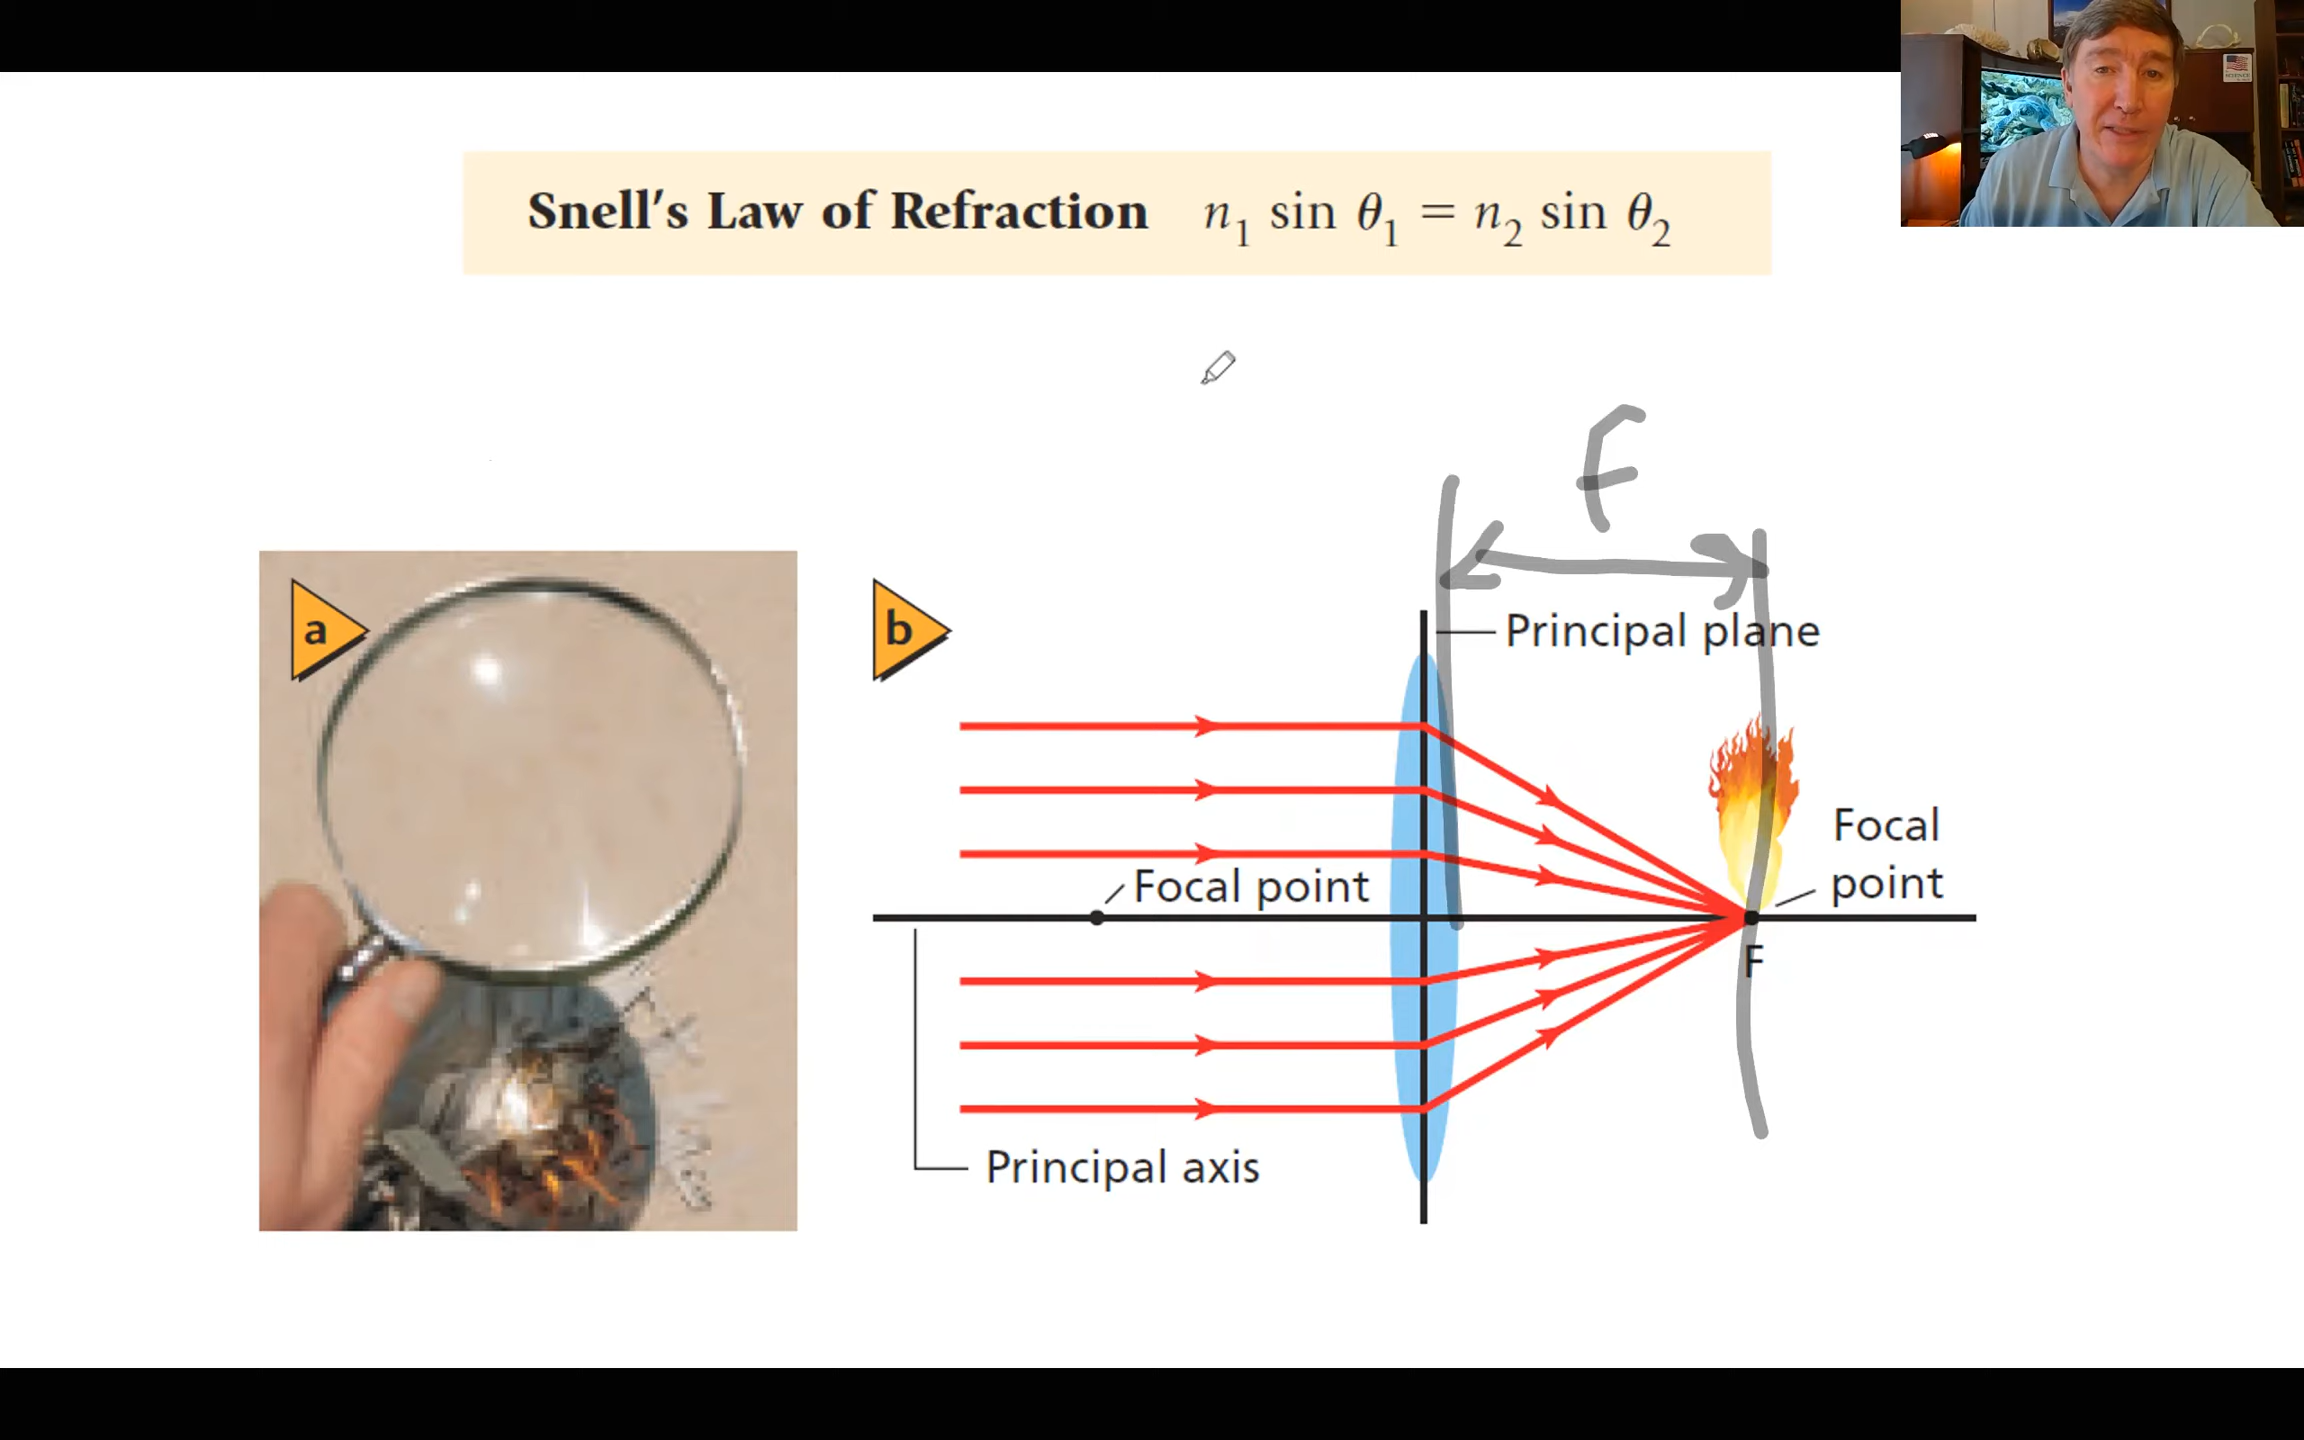 Snell's Law of Refraction n₁ sin θ₁ = n₂ sin θ₂
f
a
b
Principal plane
Focal point
Focal
point
F
Principal axis